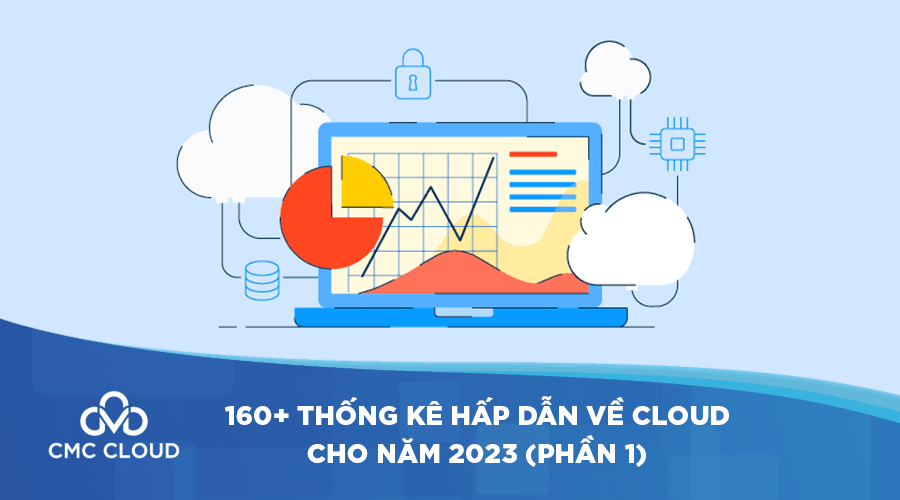 160+ THỐNG KÊ HẤP DẪN VỀ CLOUD
CHO NĂM 2023 (PHẦN 1)
CMC CLOUD